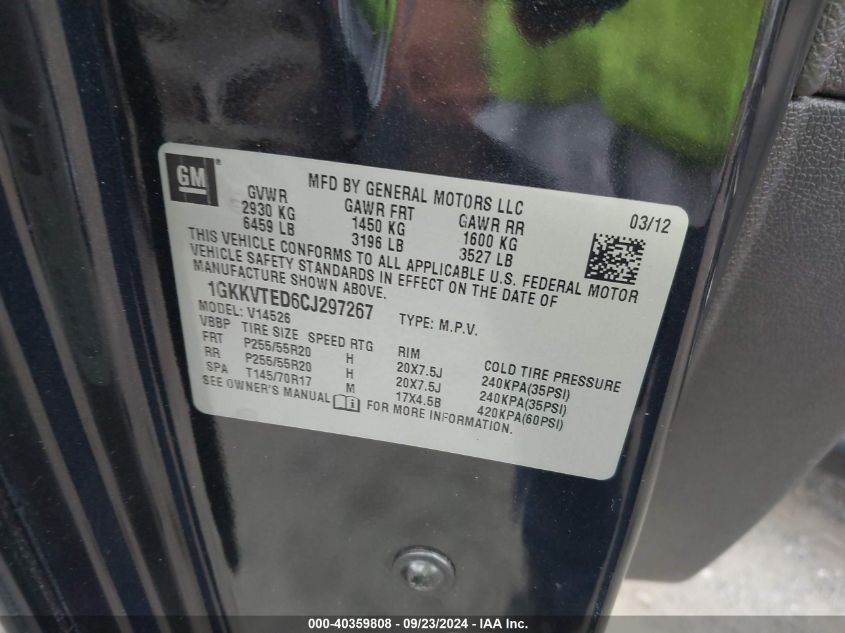 GM
MFD BY GENERAL MOTORS LLC
03/12
GVWR GAWR FRT GAWR RR
2930 KG 1450 KG 1600 KG
6459 LB 3196 LB 3527 LB
THIS VEHICLE CONFORMS TO ALL APPLICABLE U.S. FEDERAL MOTOR
VEHICLE SAFETY STANDARDS IN EFFECT ON THE DATE OF
MANUFACTURE SHOWN ABOVE.
1GKKVTED6CJ297267 TYPE: M.P.V.
MODEL: V14526
VBBP TIRE SIZE SPEED RTG RIM COLD TIRE PRESSURE
FRT P255/55R20 H 20X7.5J 240KPA(35PSI)
RR P255/55R20 H 20X7.5J 240KPA(35PSI)
SPA T145/70R17 M 17X4.5B 420KPA(60PSI)
SEE OWNER'S MANUAL FOR MORE INFORMATION.
000-40359808 - 09/23/2024 - IAA Inc.